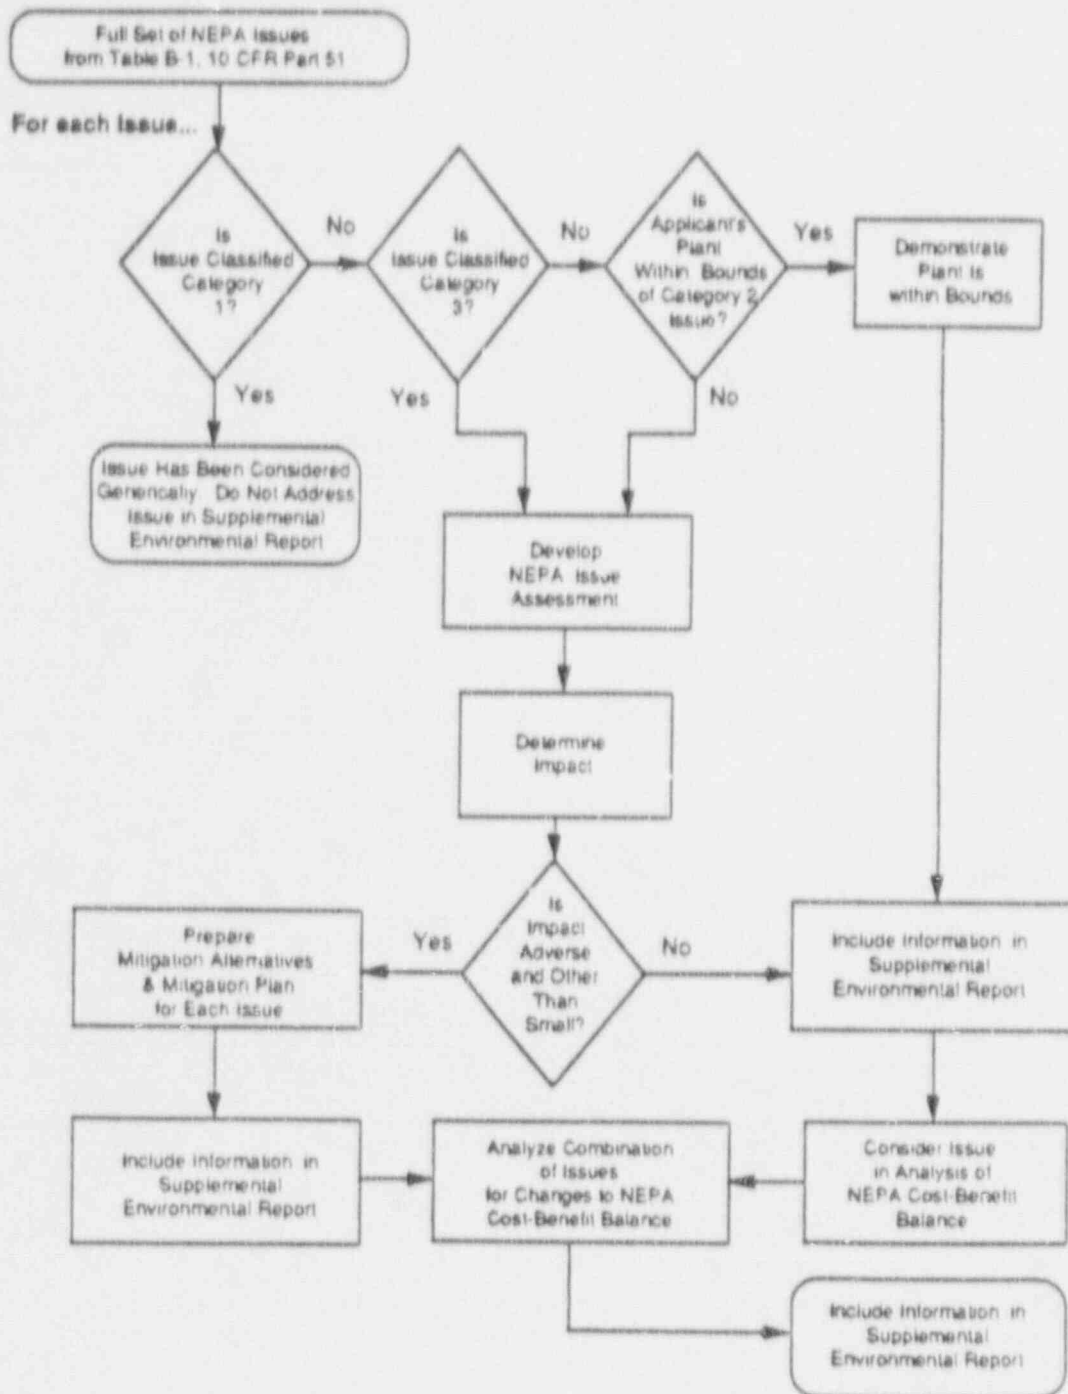 Full Set of NEPA Issues
from Table B-1, 10 CFR Part 51
For each Issue...
Is
Issue Classified
Category
1?
No
Is
Issue Classified
Category
3?
No
Is
Applicant's
Plant
Within Bounds
of Category 2
Issue?
Yes
Demonstrate
Plant Is
within Bounds
Yes
Yes
No
Issue Has Been Considered
Generically. Do Not Address
Issue in Supplemental
Environmental Report
Develop
NEPA Issue
Assessment
Determine
Impact
Is
Impact
Adverse
and Other
Than
Small?
Yes
No
Prepare
Mitigation Alternatives
& Mitigation Plan
for Each Issue
Include Information in
Supplemental
Environmental Report
Include Information in
Supplemental
Environmental Report
Analyze Combination
of Issues
for Changes to NEPA
Cost-Benefit Balance
Consider Issue
in Analysis of
NEPA Cost-Benefit
Balance
Include Information in
Supplemental
Environmental Report